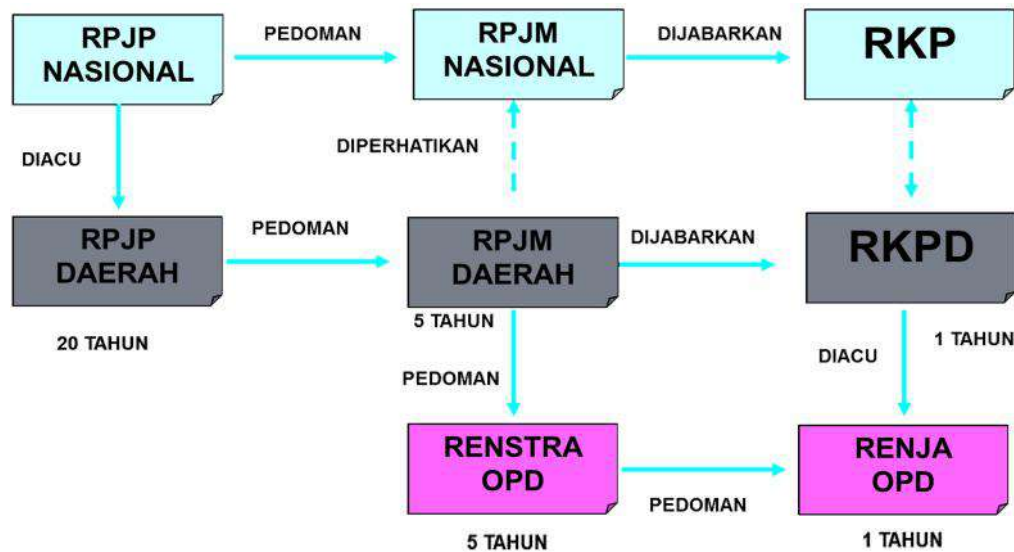 RPJP
NASIONAL
PEDOMAN
RPJM
NASIONAL
DIJABARKAN
RKP
DIACU
DIPERHATIKAN
RPJP
DAERAH
PEDOMAN
RPJM
DAERAH
DIJABARKAN
RKPD
20 TAHUN
5 TAHUN
1 TAHUN
PEDOMAN
DIACU
RENSTRA
OPD
PEDOMAN
RENJA
OPD
5 TAHUN
1 TAHUN